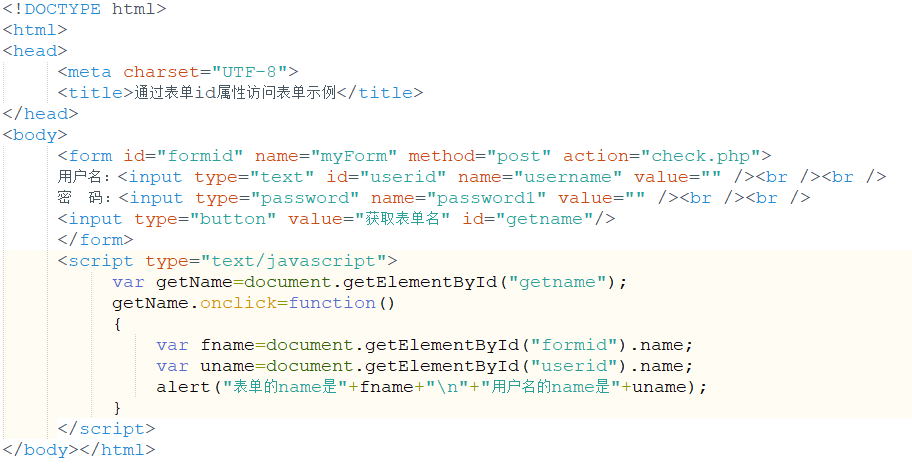 <!DOCTYPE html>
<html>
<head>
<meta charset="UTF-8">
<title>通过表单id属性访问表单示例</title>
</head>
<body>
<form id="formid" name="myForm" method="post" action="check.php">
用户名：<input type="text" id="userid" name="username" value="" /><br /><br />
密　码：<input type="password" name="password1" value="" /><br /><br />
<input type="button" value="获取表单名" id="getname"/>
</form>
<script type="text/javascript">
var getName=document.getElementById("getname");
getName.onclick=function()
{
var fname=document.getElementById("formid").name;
var uname=document.getElementById("userid").name;
alert("表单的name是"+fname+"\n"+"用户名的name是"+uname);
}
</script>
</body></html>